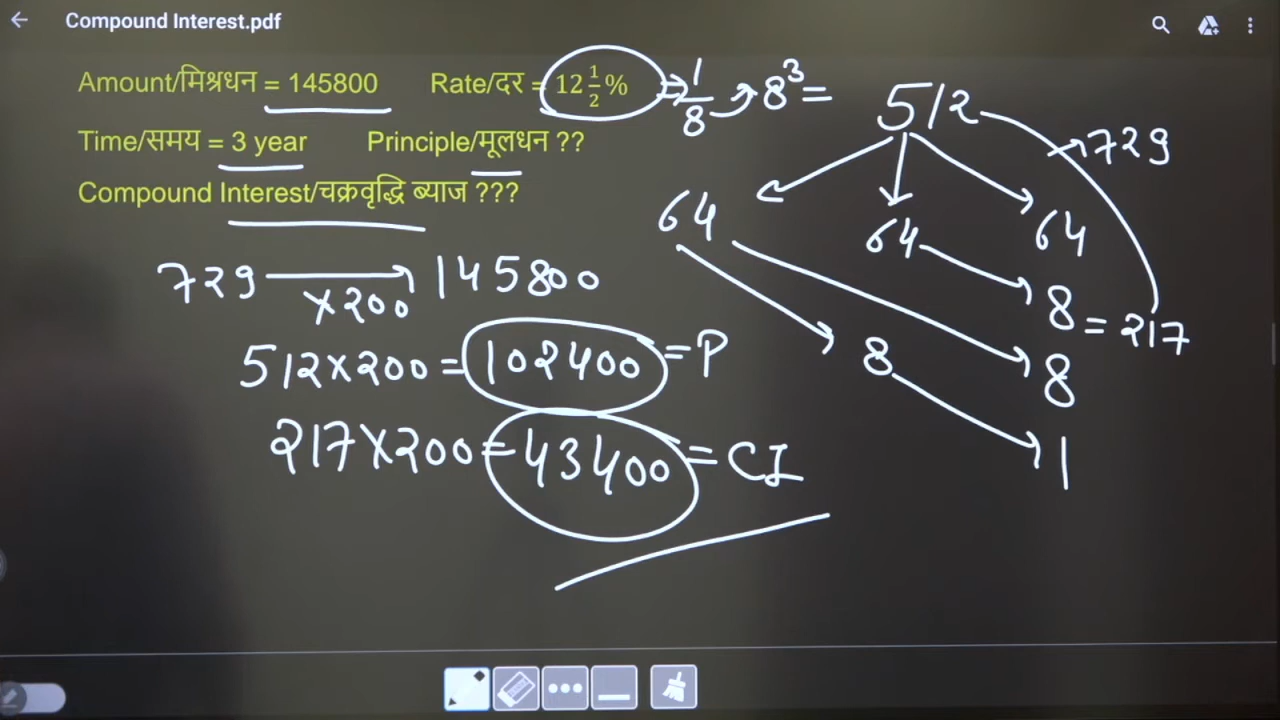 Compound Interest.pdf
Amount/मिश्रधन = 145800 Rate/दर = 12 1/2 % ⇒ 1/8 → 8³ = 512
729
Time/समय = 3 year Principle/मूलधन ??
Compound Interest/चक्रवृद्धि ब्याज ???
64 64 64
729 → 145800
×200
8 = 217
512×200 = 102400 = P
8 8
217×200 = 43400 = CI
1